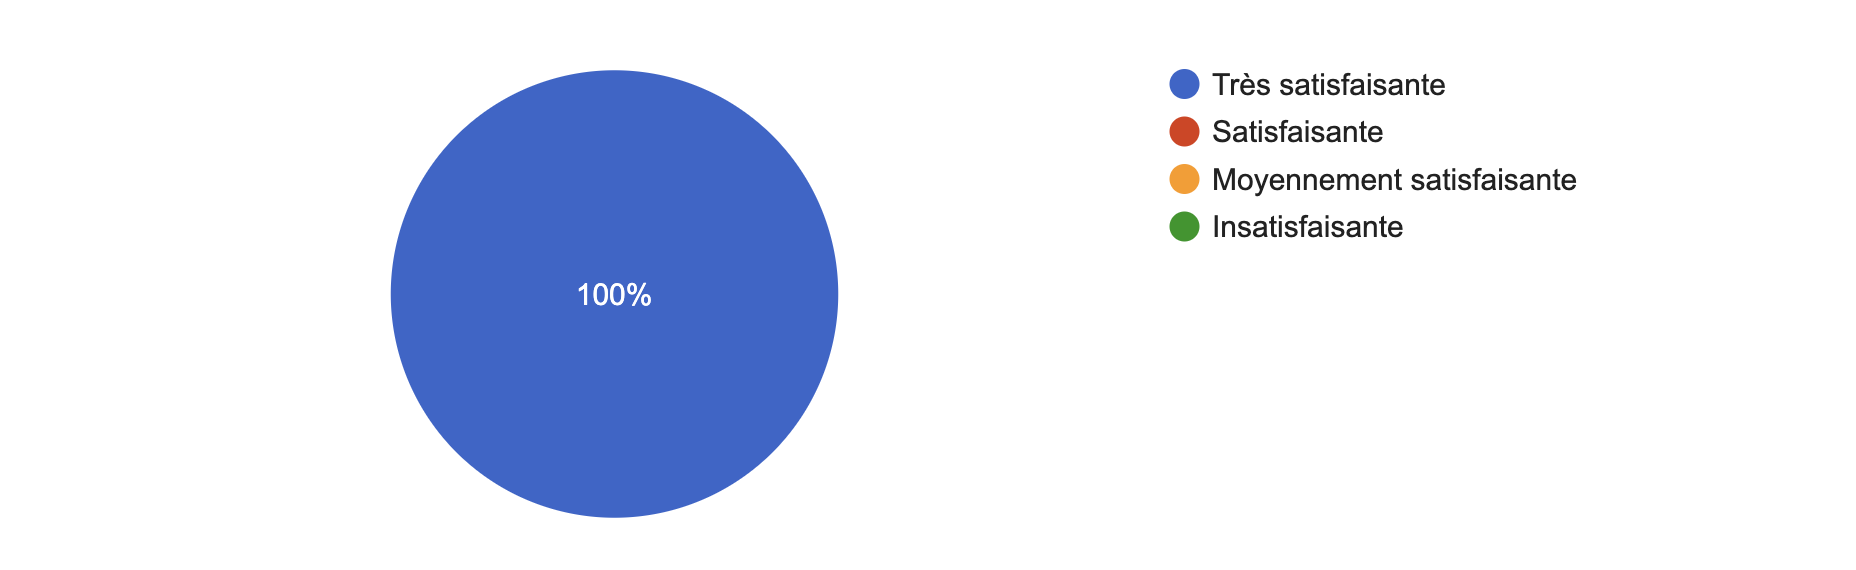 100%
Très satisfaisante
Satisfaisante
Moyennement satisfaisante
Insatisfaisante